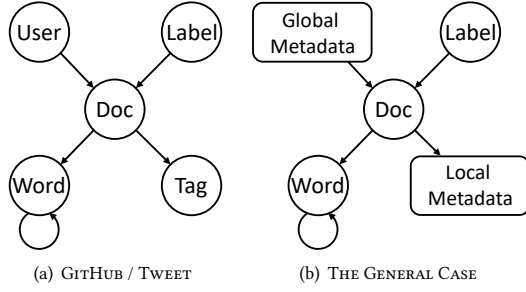 User
Label
Doc
Word
Tag
(a) GITHUB / TWEET
Global
Metadata
Label
Doc
Word
Local
Metadata
(b) THE GENERAL CASE